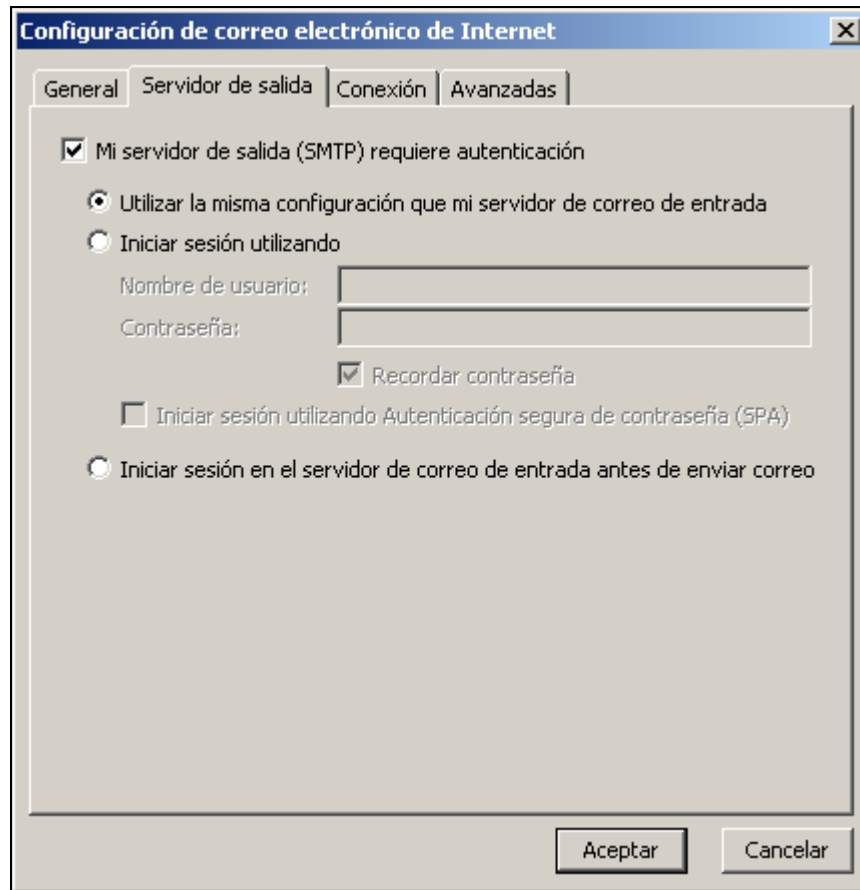 Configuración de correo electrónico de Internet
General Servidor de salida Conexión Avanzadas
Mi servidor de salida (SMTP) requiere autenticación
Utilizar la misma configuración que mi servidor de correo de entrada
Iniciar sesión utilizando
Nombre de usuario:
Contraseña:
Recordar contraseña
Iniciar sesión utilizando Autenticación segura de contraseña (SPA)
Iniciar sesión en el servidor de correo de entrada antes de enviar correo
Aceptar Cancelar